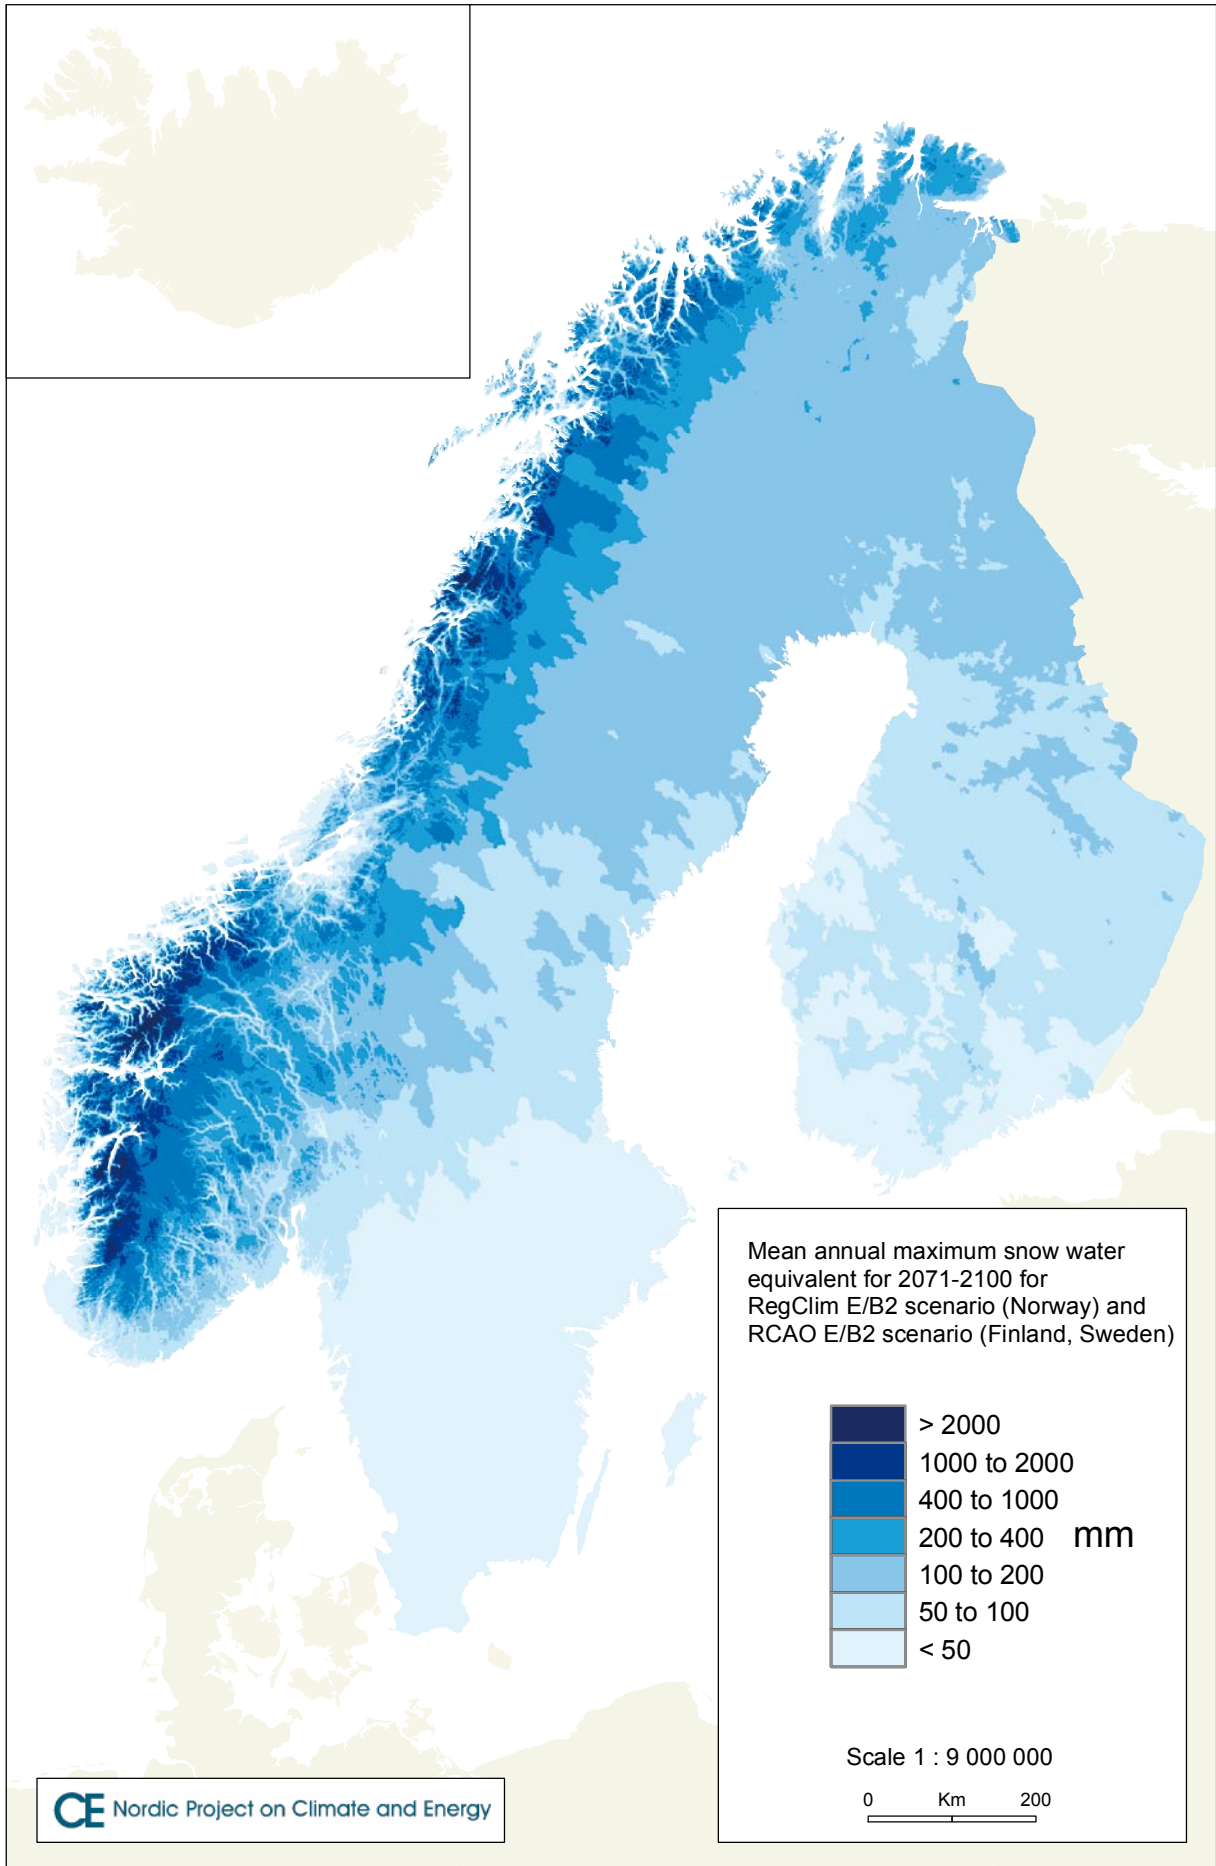 Mean annual maximum snow water
equivalent for 2071-2100 for
RegClim E/B2 scenario (Norway) and
RCAO E/B2 scenario (Finland, Sweden)
> 2000
1000 to 2000
400 to 1000
200 to 400 mm
100 to 200
50 to 100
< 50
Scale 1 : 9 000 000
0 Km 200
CE Nordic Project on Climate and Energy